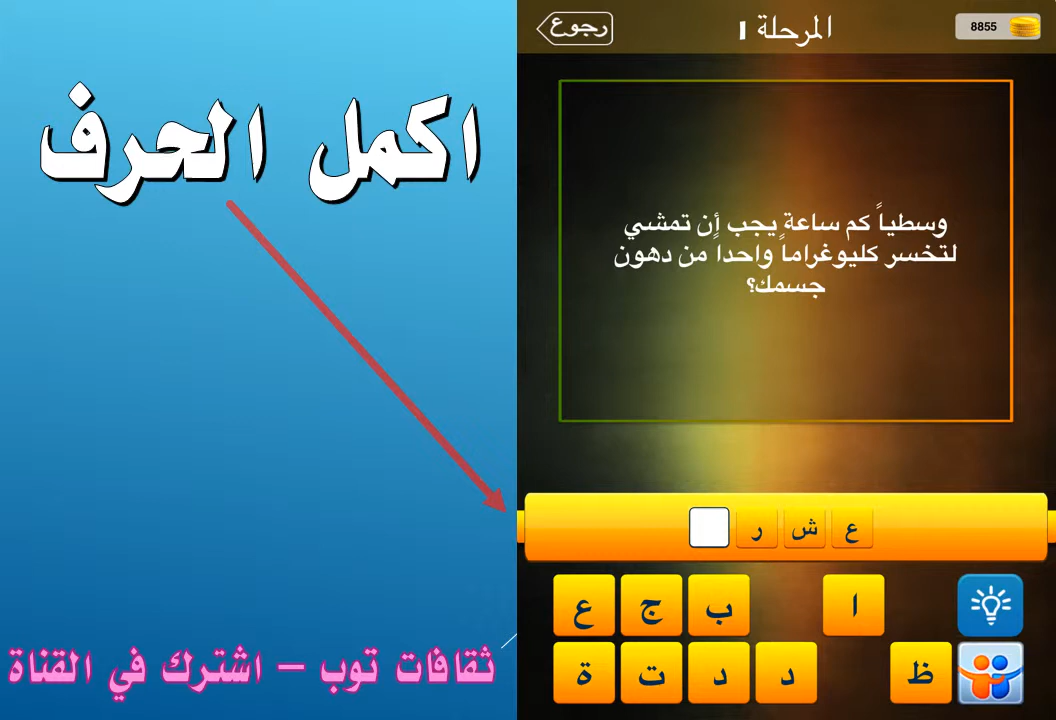 اكمل الحرف
ثقافات توب – اشترك في القناة
رجوع
المرحلة 1
8855
وسطياً كم ساعةٍ يجب أن تمشي
لتخسر كليوغراماً واحداً من دهون
جسمك؟
ع ش ر
ا ب ج ع
ظ د د ت ة